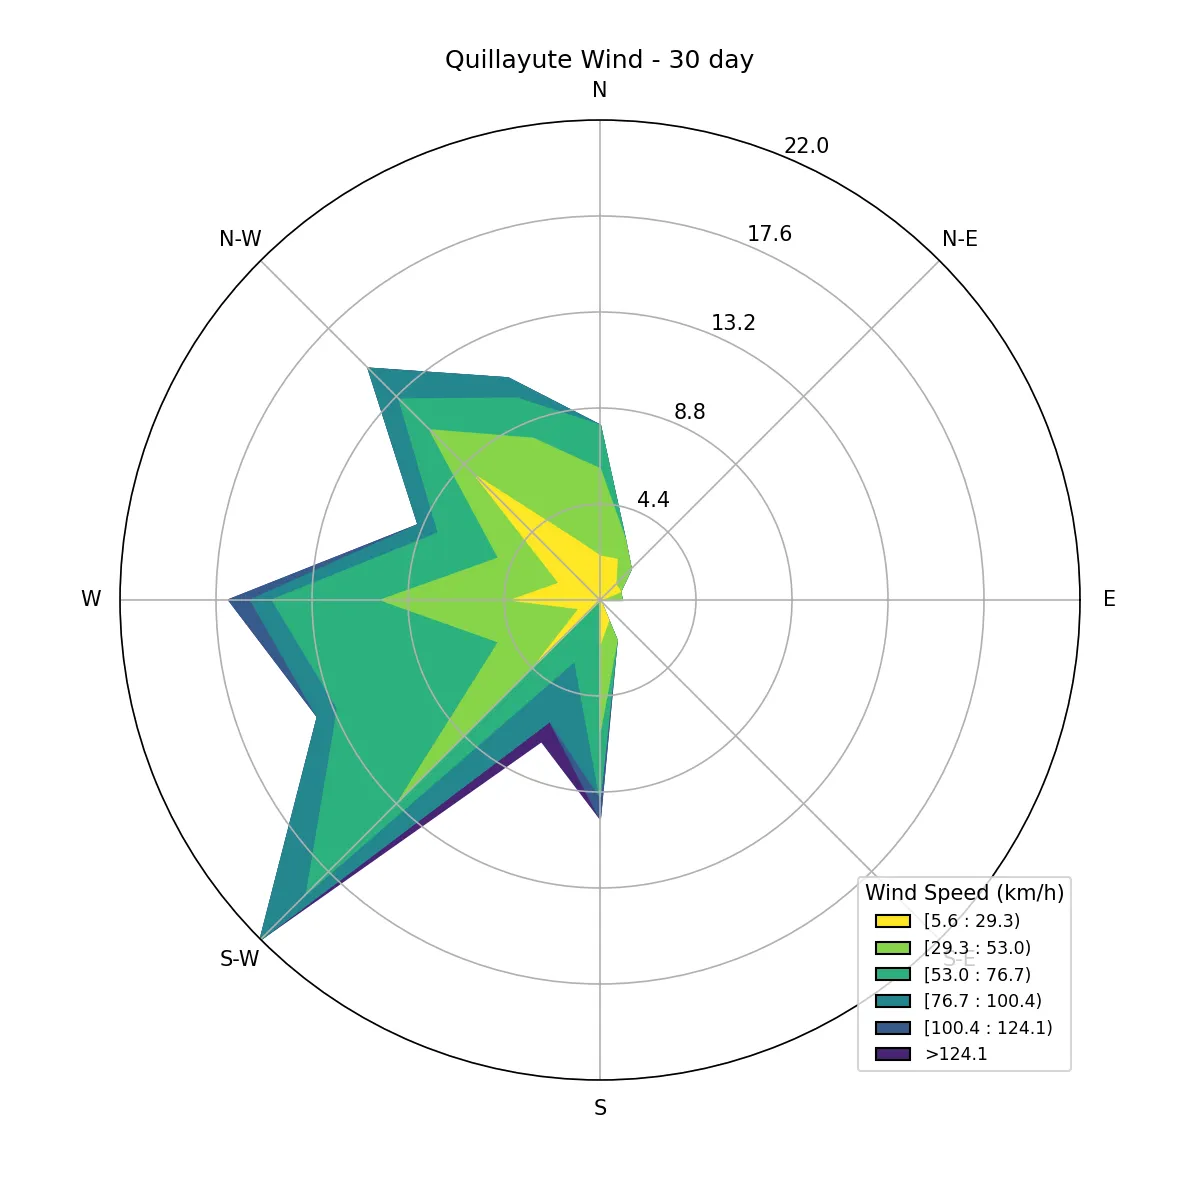 Quillayute Wind - 30 day
N
22.0
N-W
N-E
17.6
13.2
8.8
4.4
W
E
Wind Speed (km/h)
[5.6 : 29.3)
[29.3 : 53.0)
S-W
S-E
[53.0 : 76.7)
[76.7 : 100.4)
[100.4 : 124.1)
>124.1
S